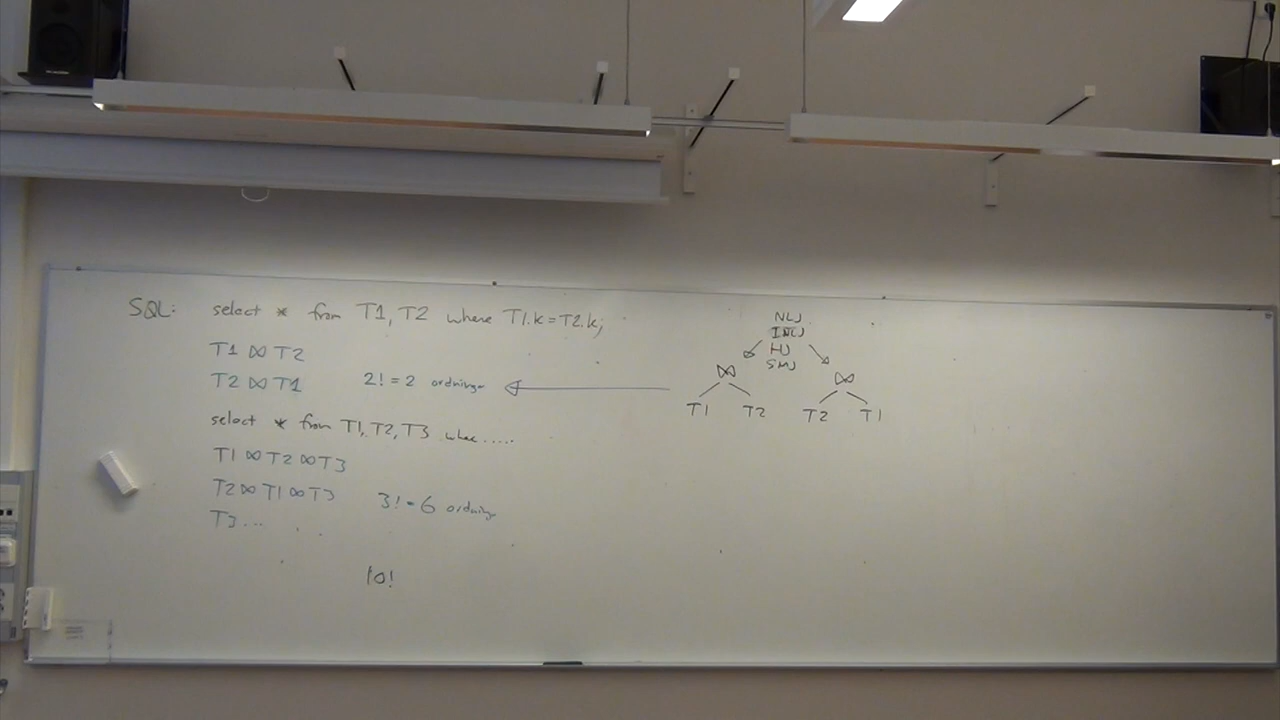 SQL: select * from T1, T2 where T1.k = T2.k;
T1 ⋈ T2
T2 ⋈ T1 2! = 2 ordninger
select * from T1, T2, T3 where .....
T1 ⋈ T2 ⋈ T3
T2 ⋈ T1 ⋈ T3 3! = 6 ordninger
T3 ...
10!
NLJ
INLJ
HJ
SMJ
⋈ ⋈
T1 T2 T2 T1